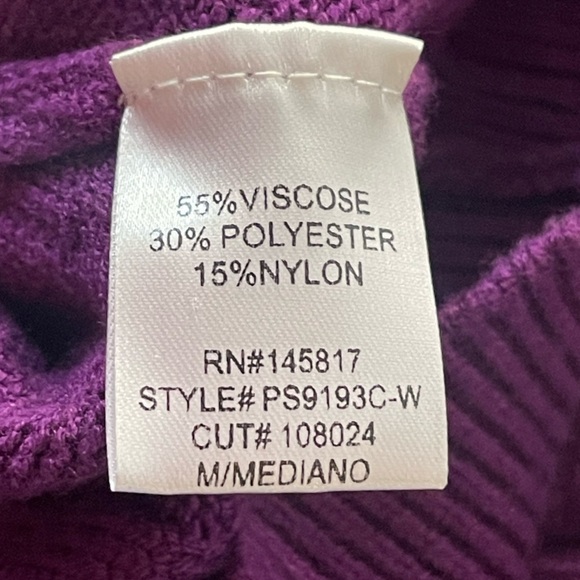 55%VISCOSE
30% POLYESTER
15%NYLON
RN#145817
STYLE# PS9193C-W
CUT# 108024
M/MEDIANO